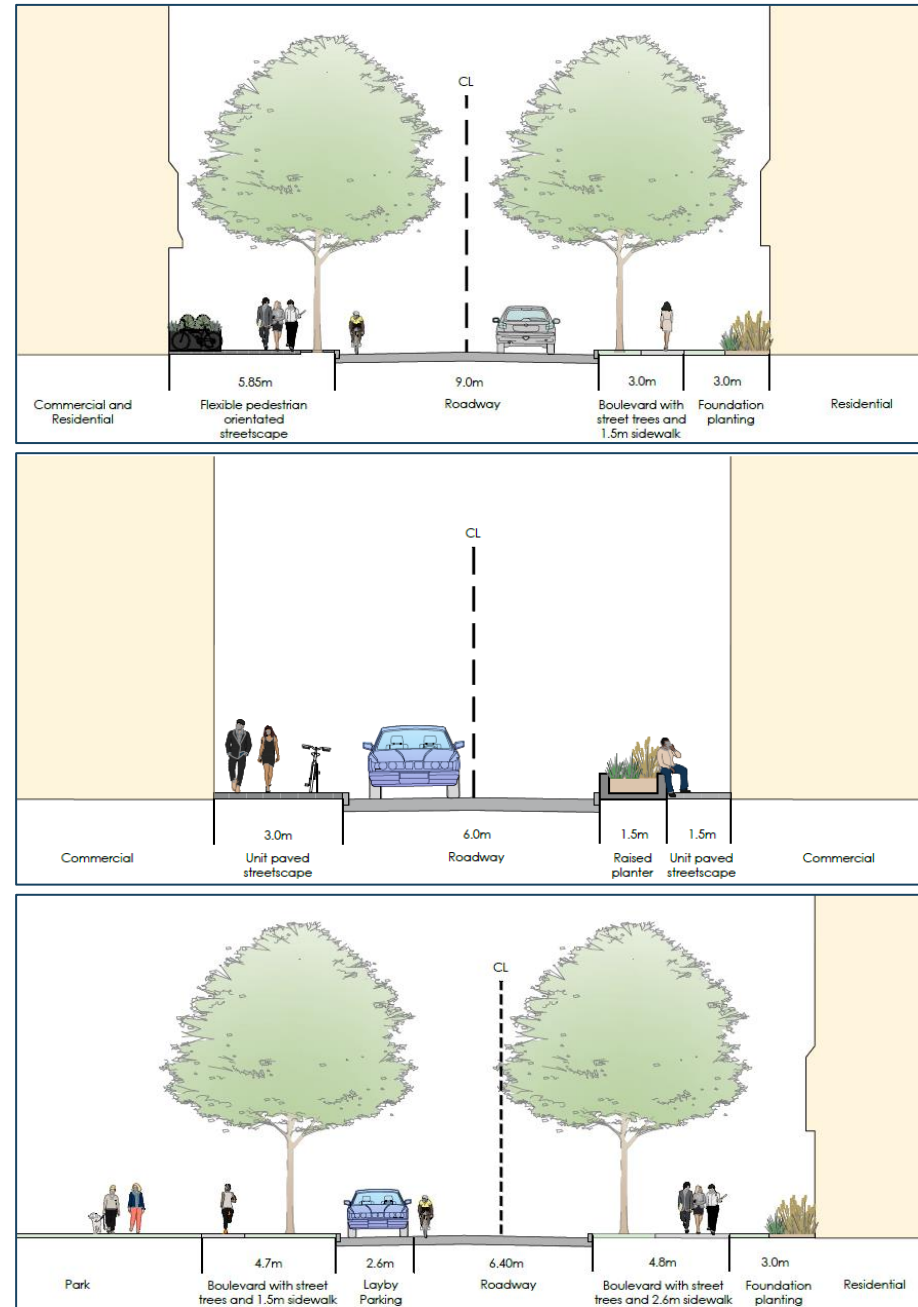 CL
5.85m
9.0m
3.0m
3.0m
Commercial and
Residential
Flexible pedestrian
orientated
streetscape
Roadway
Boulevard with
street trees and
1.5m sidewalk
Foundation
planting
Residential
CL
3.0m
6.0m
1.5m
1.5m
Commercial
Unit paved
streetscape
Roadway
Raised
planter
Unit paved
streetscape
Commercial
CL
4.7m
2.6m
6.40m
4.8m
3.0m
Park
Boulevard with street
trees and 1.5m sidewalk
Layby
Parking
Roadway
Boulevard with street
trees and 2.6m sidewalk
Foundation
planting
Residential